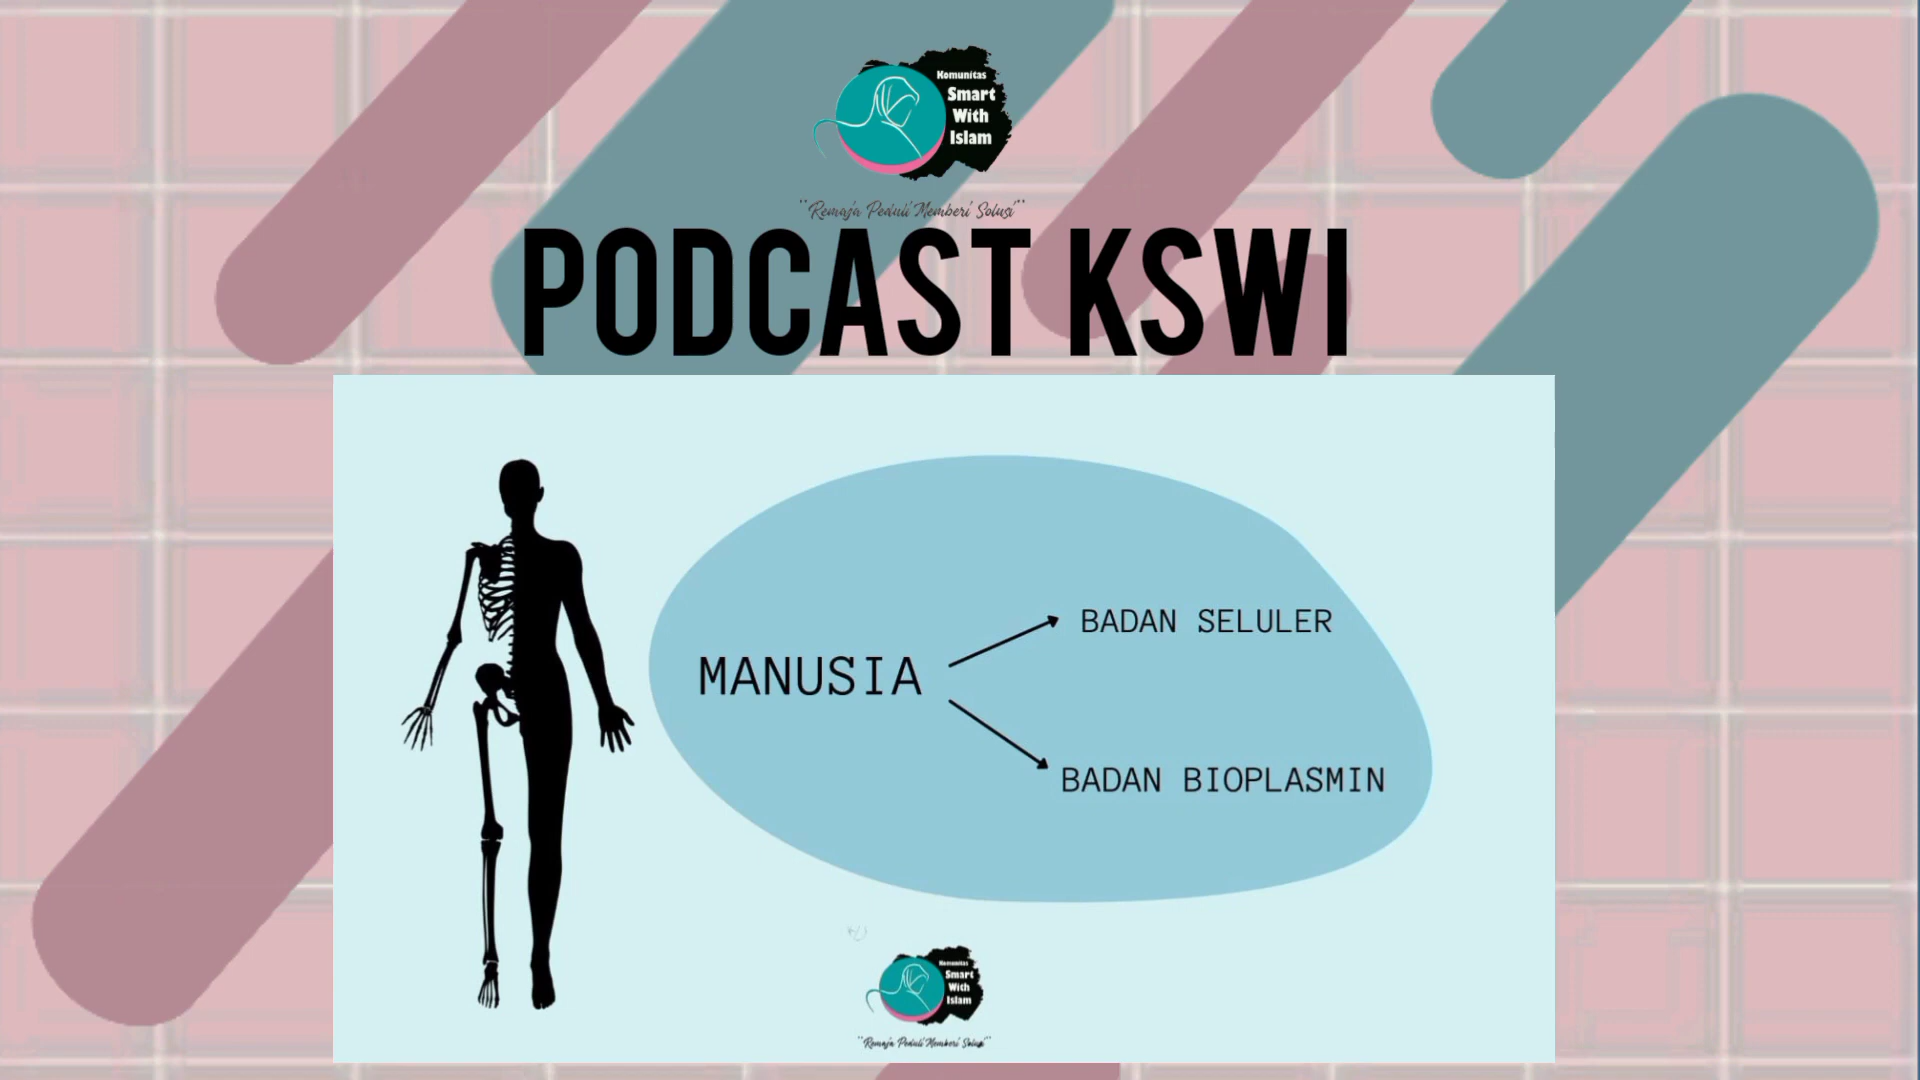 Komunitas
Smart
With
Islam
"Remaja Peduli Memberi Solusi"
PODCAST KSWI
BADAN SELULER
MANUSIA
BADAN BIOPLASMIN
Komunitas
Smart
With
Islam
"Remaja Peduli Memberi Solusi"